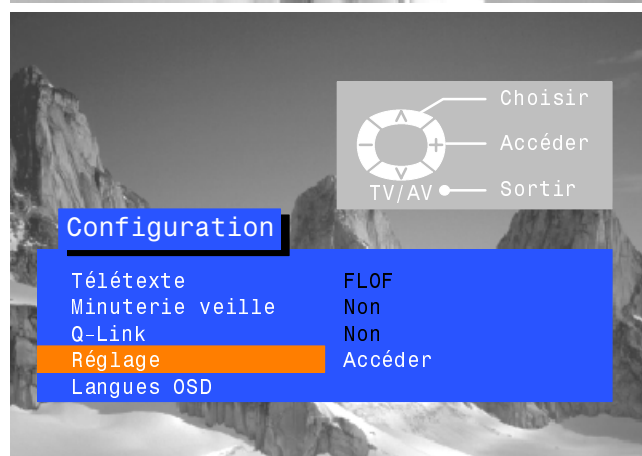 Choisir
Accéder
TV/AV
Sortir
Configuration
Télétexte FLOF
Minuterie veille Non
Q-Link Non
Réglage Accéder
Langues OSD